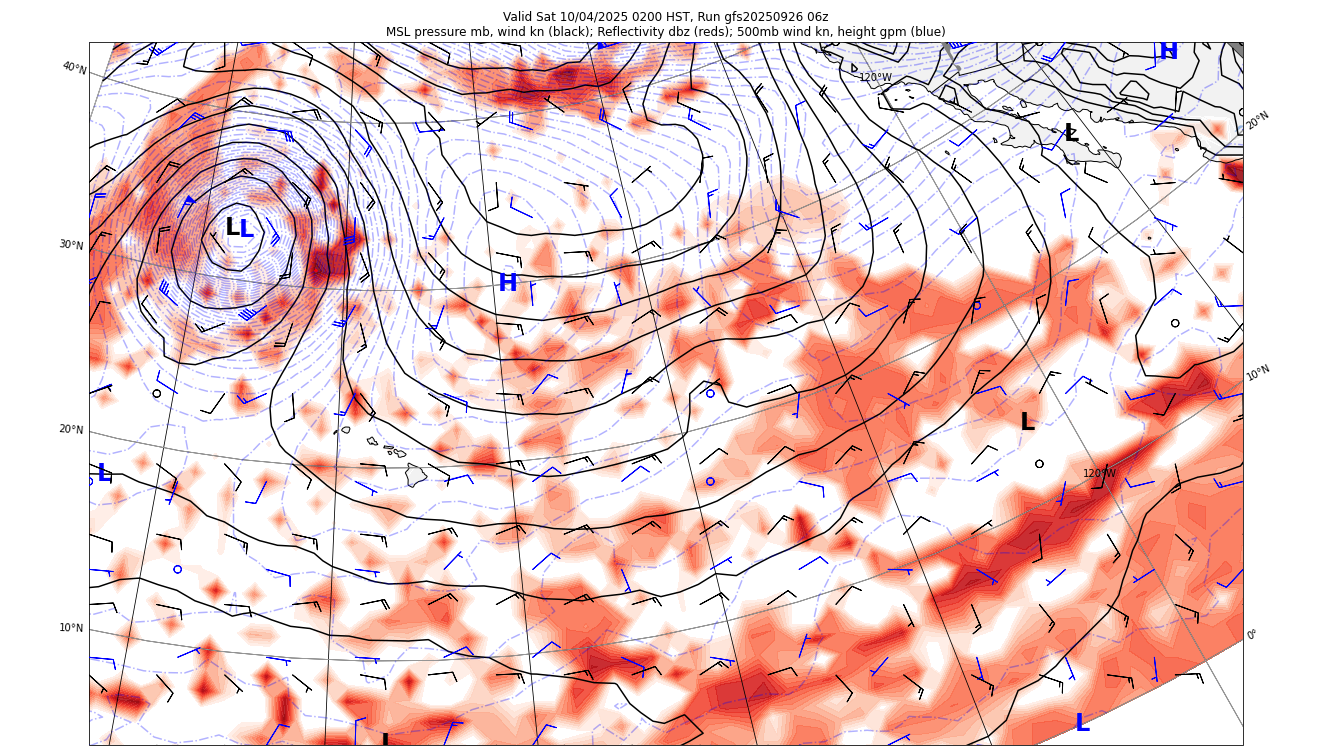 Valid Sat 10/04/2025 0200 HST, Run gfs20250926 06z
MSL pressure mb, wind kn (black); Reflectivity dbz (reds); 500mb wind kn, height gpm (blue)
40°N
H
120°W
20°N
L
L
L
30°N
H
10°N
L
20°N
L
120°W
10°N
0°
L
L